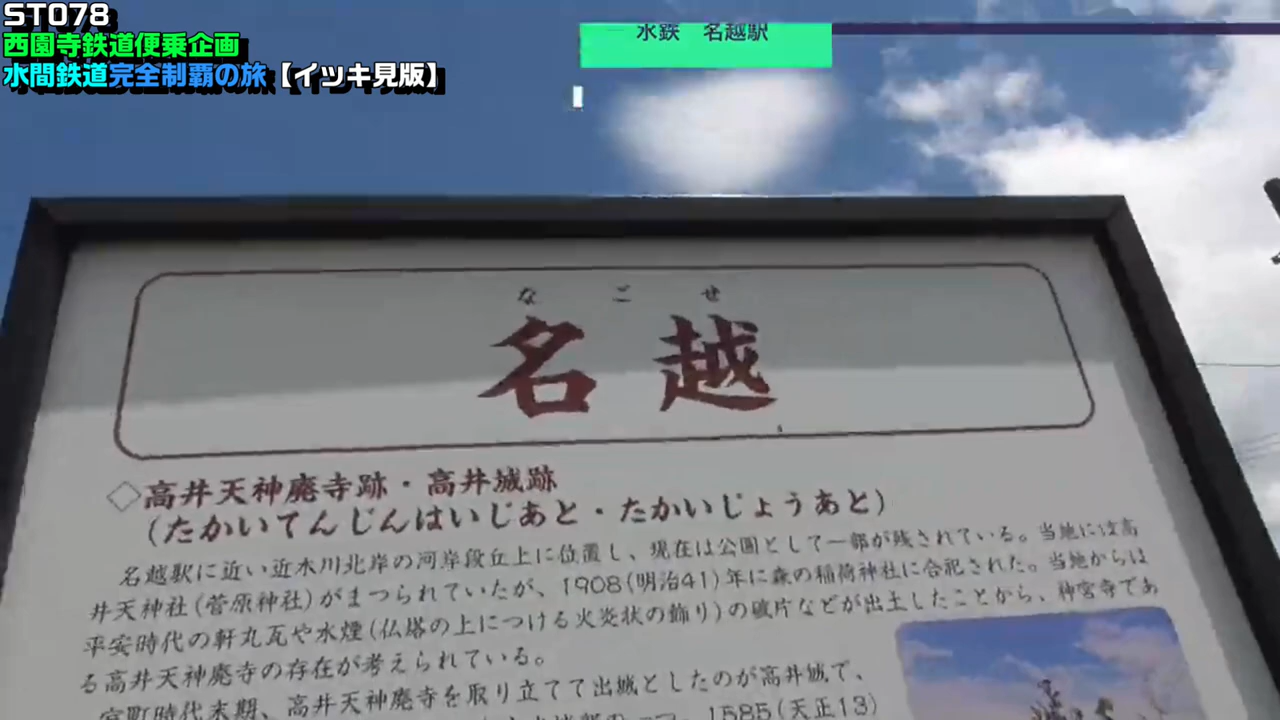 ST078
西園寺鉄道便乗企画
水間鉄道完全制覇の旅【イツキ見版】
水鉄 名越駅
なごせ
名越
◇高井天神廃寺跡・高井城跡
(たかいてんじんはいじあと・たかいじょうあと)
名越駅に近い近木川北岸の河岸段丘上に位置し、現在は公園として一部が残されている。当地には高
井天神社(菅原神社)がまつられていたが、1908(明治41)年に森の稲荷神社に合祀された。当地からは
平安時代の軒丸瓦や水煙(仏塔の上につける火炎状の飾り)の破片などが出土したことから、神宮寺であ
る高井天神廃寺の存在が考えられている。
室町時代末期、高井天神廃寺を取り立てて出城としたのが高井城で、
1585(天正13)